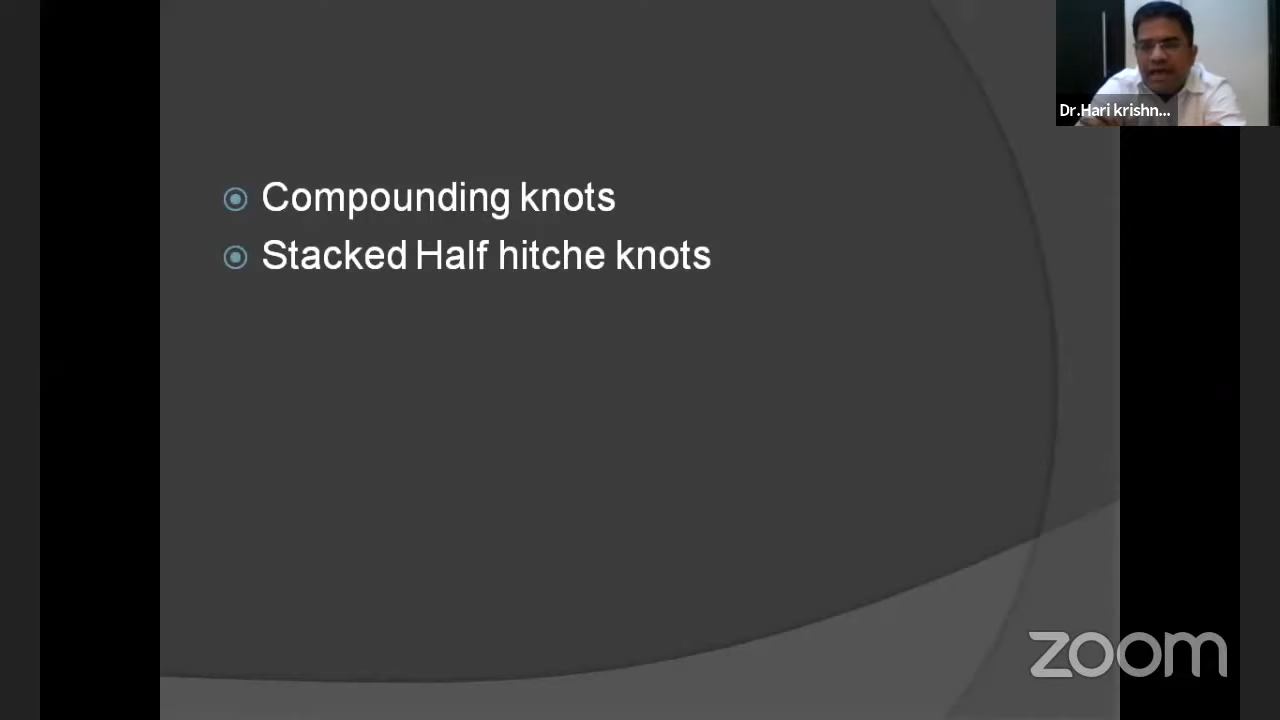 Dr.Hari krishn...
Compounding knots
Stacked Half hitche knots
zoom